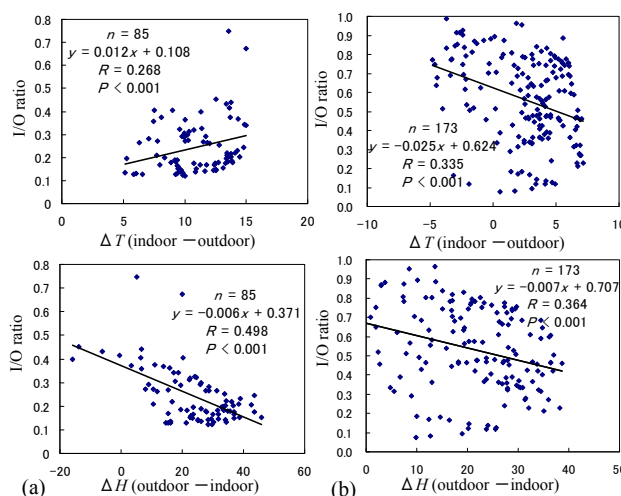 0.8
0.7
0.6
0.5
0.4
0.3
0.2
0.1
0
I/O ratio
n = 85
y = 0.012x + 0.108
R = 0.268
P < 0.001
0 5 10 15 20
ΔT (indoor－outdoor)
1.0
0.9
0.8
0.7
0.6
0.5
0.4
0.3
0.2
0.1
0.0
I/O ratio
n = 173
y = −0.025x + 0.624
R = 0.335
P < 0.001
−10 −5 0 5 10
ΔT (indoor－outdoor)
0.8
0.7
0.6
0.5
0.4
0.3
0.2
0.1
0
I/O ratio
n = 85
y = −0.006x + 0.371
R = 0.498
P < 0.001
−20 0 20 40 60
(a) ΔH (outdoor－indoor)
1.0
0.9
0.8
0.7
0.6
0.5
0.4
0.3
0.2
0.1
0.0
I/O ratio
n = 173
y = −0.007x + 0.707
R = 0.364
P < 0.001
0 10 20 30 40 50
(b) ΔH (outdoor－indoor)